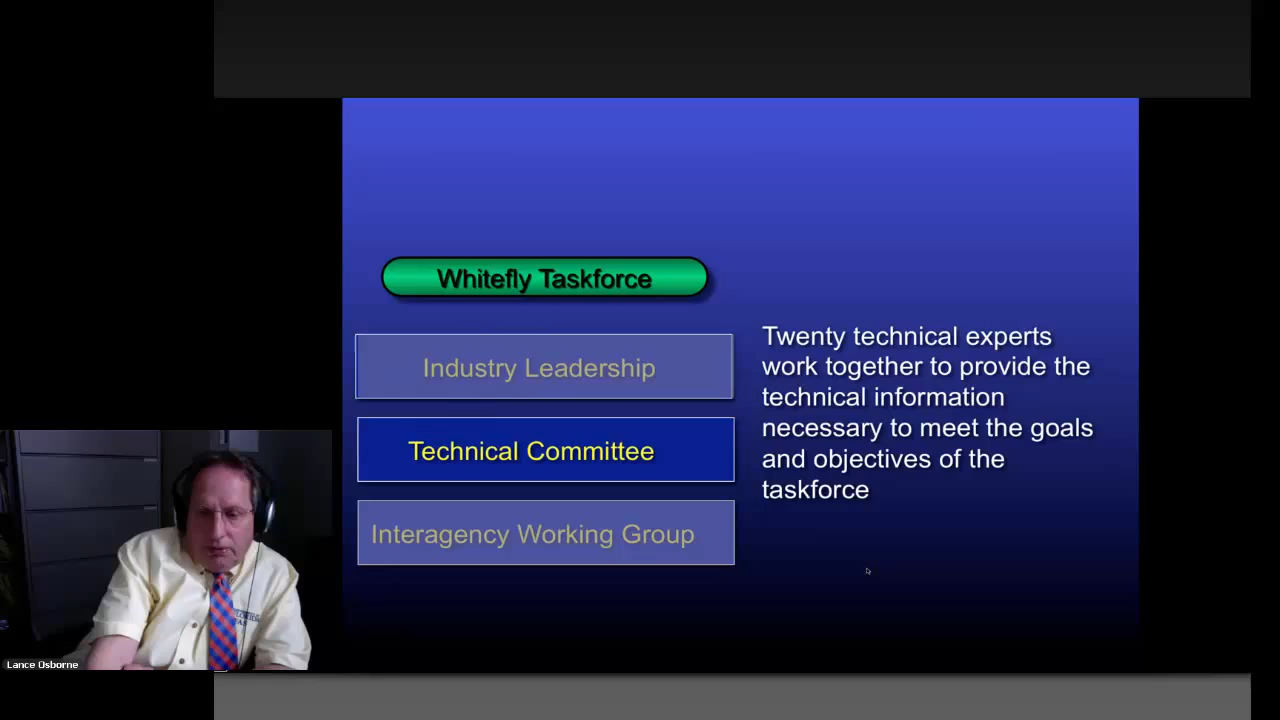 Whitefly Taskforce
Industry Leadership
Technical Committee
Interagency Working Group
Twenty technical experts
work together to provide the
technical information
necessary to meet the goals
and objectives of the
taskforce
Lance Osborne